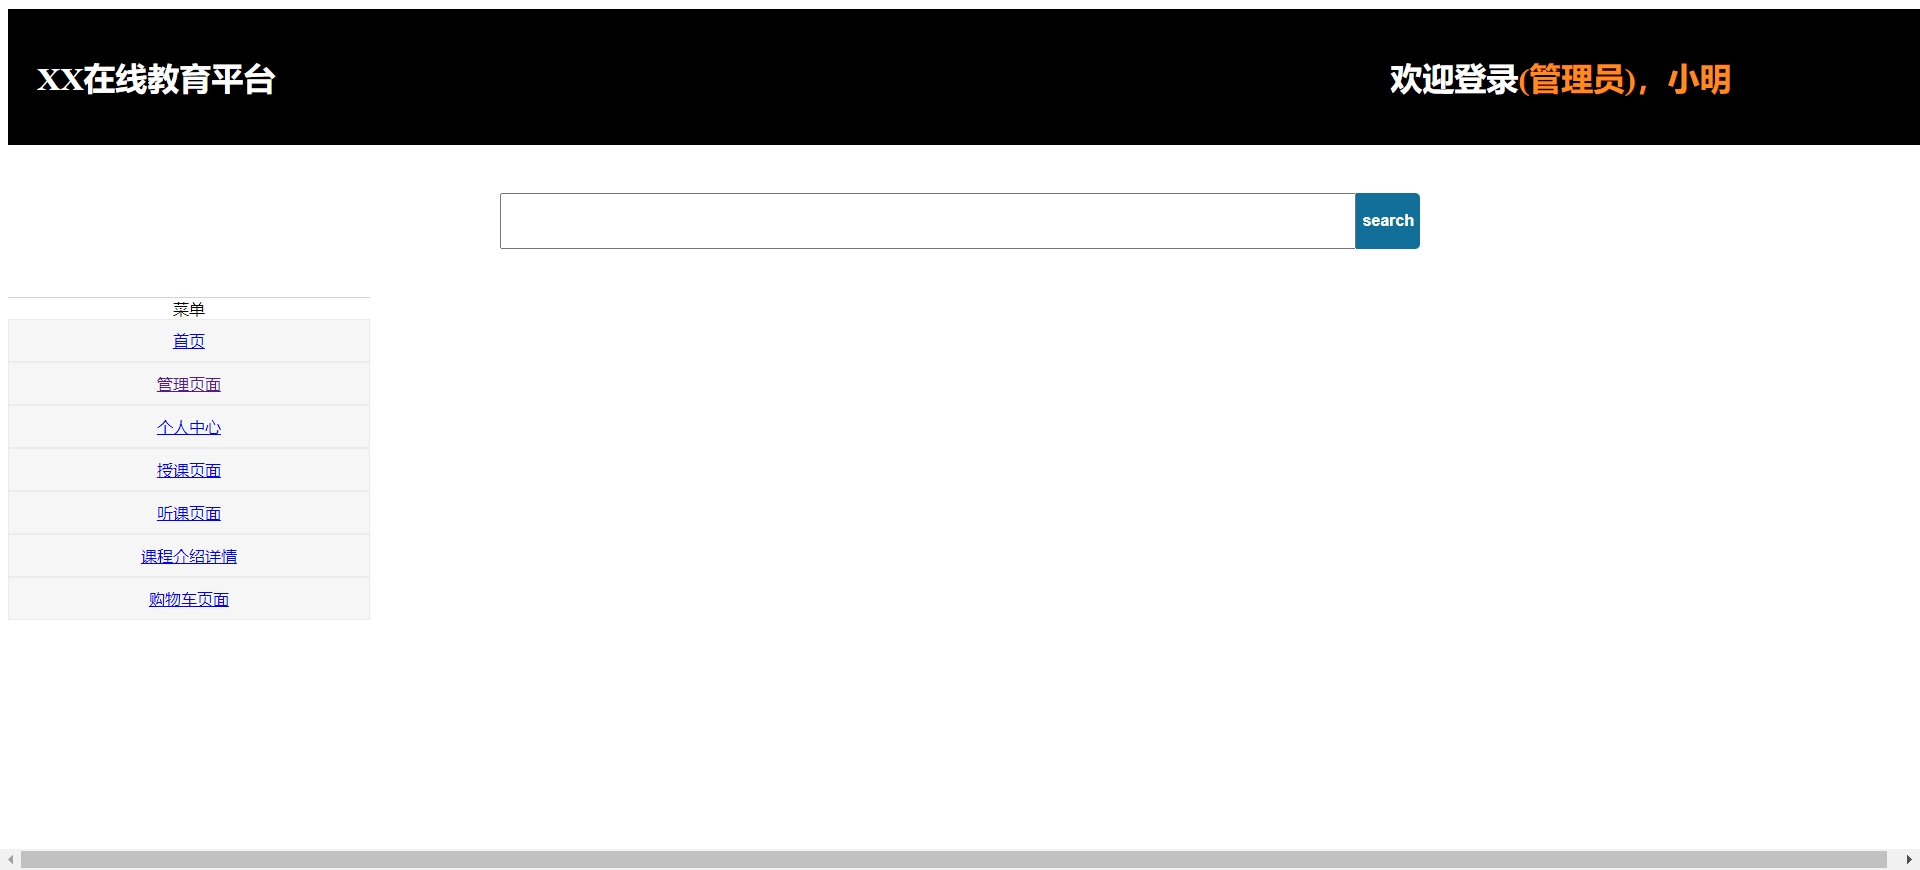 XX在线教育平台
欢迎登录(管理员)，小明
search
菜单
首页
管理页面
个人中心
授课页面
听课页面
课程介绍详情
购物车页面